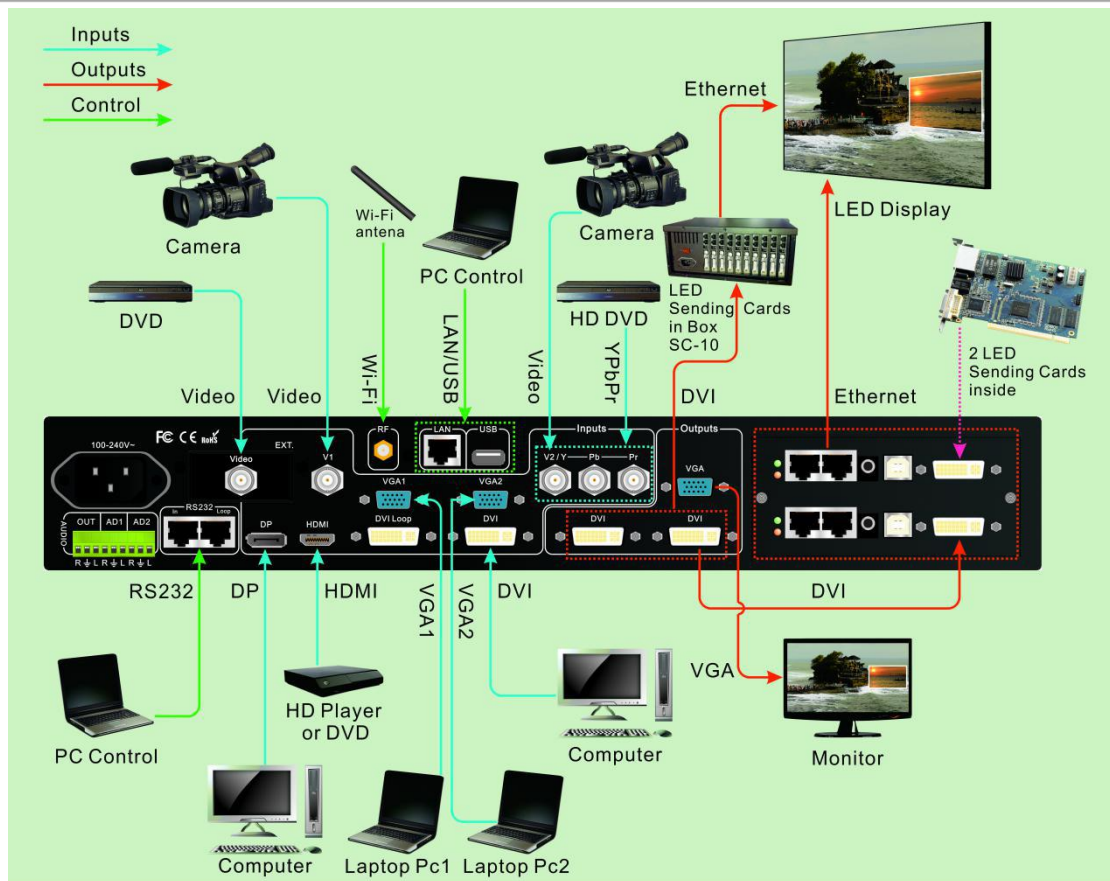 Inputs
Outputs
Control
Camera
DVD
Wi-Fi
antena
PC Control
Camera
HD DVD
Ethernet
LED Display
LED
Sending Cards
in Box
SC-10
2 LED
Sending Cards
inside
Video
Video
Wi-Fi
LAN/USB
Video
YPbPr
DVI
Ethernet
100-240V~
FC CE RoHS
EXT.
Video
V1
RF
LAN
USB
Inputs
V2 / Y
Pb
Pr
Outputs
VGA
VGA1
VGA2
AUDIO
OUT
AD1
AD2
R L R L R L
RS232
In
Loop
DP
HDMI
DVI Loop
DVI
DVI
DVI
RS232
DP
HDMI
VGA1
VGA2
DVI
DVI
VGA
PC Control
HD Player
or DVD
Computer
Laptop Pc1
Laptop Pc2
Computer
Monitor